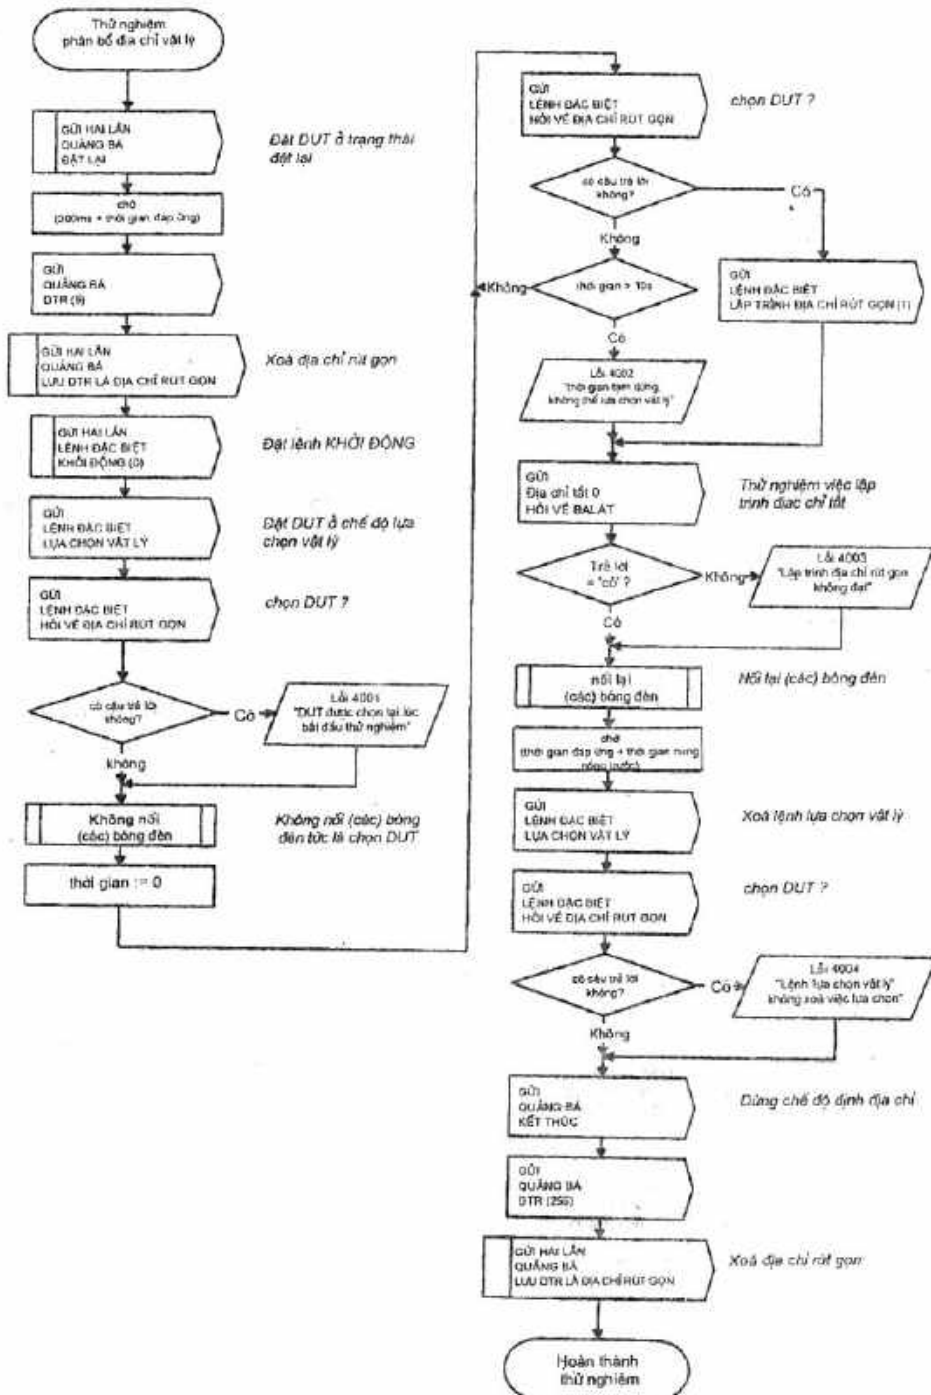 Thử nghiệm
phân bổ địa chỉ vật lý
GỬI HAI LẦN
QUẢNG BÁ
ĐẶT LẠI
Đặt DUT ở trạng thái
đặt lại
chờ
(300ms + thời gian đáp ứng)
GỬI
QUẢNG BÁ
GỬI HAI LẦN
QUẢNG BÁ
LƯU DTR LÀ ĐỊA CHỈ RÚT GỌN
Xoá địa chỉ rút gọn
GỬI HAI LẦN
LỆNH ĐẶC BIỆT
KHỞI ĐỘNG (0)
Đặt lệnh KHỞI ĐỘNG
GỬI
LỆNH ĐẶC BIỆT
LỰA CHỌN VẬT LÝ
Đặt DUT ở chế độ lựa
chọn vật lý
GỬI
LỆNH ĐẶC BIỆT
HỎI VỀ ĐỊA CHỈ RÚT GỌN
chọn DUT ?
có câu trả lời
không?
Có
Lỗi 4001
"DUT được chọn tại lúc
bắt đầu thử nghiệm"
không
Không nối
(các) bóng đèn
Không nối (các) bóng
đèn tức là chọn DUT
thời gian := 0
GỬI
LỆNH ĐẶC BIỆT
HỎI VỀ ĐỊA CHỈ RÚT GỌN
chọn DUT ?
có câu trả lời
không?
Có
Không
thời gian > 10s
Không
GỬI
LỆNH ĐẶC BIỆT
LẬP TRÌNH ĐỊA CHỈ RÚT GỌN (1)
Có
Lỗi 4002
"thời gian tạm dừng,
không thể lựa chọn vật lý"
GỬI
Địa chỉ tắt 0
HỎI VỀ BALÁT
Thử nghiệm việc lập
trình địac chỉ tắt
Trả lời
= "có" ?
Không
Lỗi 4003
"Lập trình địa chỉ rút gọn
không đạt"
Có
nối lại
(các) bóng đèn
Nối lại (các) bóng đèn
chờ
(thời gian đáp ứng + thời gian nung
nóng trước)
GỬI
LỆNH ĐẶC BIỆT
LỰA CHỌN VẬT LÝ
Xoá lệnh lựa chọn vật lý
GỬI
LỆNH ĐẶC BIỆT
HỎI VỀ ĐỊA CHỈ RÚT GỌN
chọn DUT ?
có câu trả lời
không?
Có
Lỗi 4004
"Lệnh lựa chọn vật lý"
không xoá việc lựa chọn"
Không
GỬI
QUẢNG BÁ
KẾT THÚC
Dừng chế độ định địa chỉ
GỬI
QUẢNG BÁ
DTR (255)
GỬI HAI LẦN
QUẢNG BÁ
LƯU DTR LÀ ĐỊA CHỈ RÚT GỌN
Xoá địa chỉ rút gọn
Hoàn thành
thử nghiệm